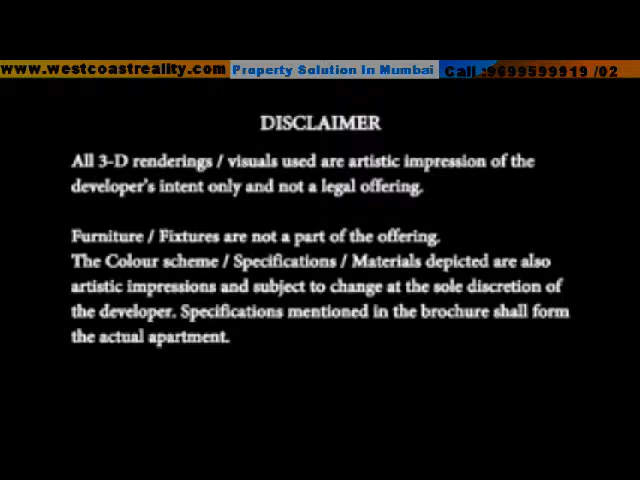 www.westcoastreality.com Property Solution In Mumbai Call :9699599919 /02
DISCLAIMER
All 3-D renderings / visuals used are artistic impression of the
developer's intent only and not a legal offering.
Furniture / Fixtures are not a part of the offering.
The Colour scheme / Specifications / Materials depicted are also
artistic impressions and subject to change at the sole discretion of
the developer. Specifications mentioned in the brochure shall form
the actual apartment.